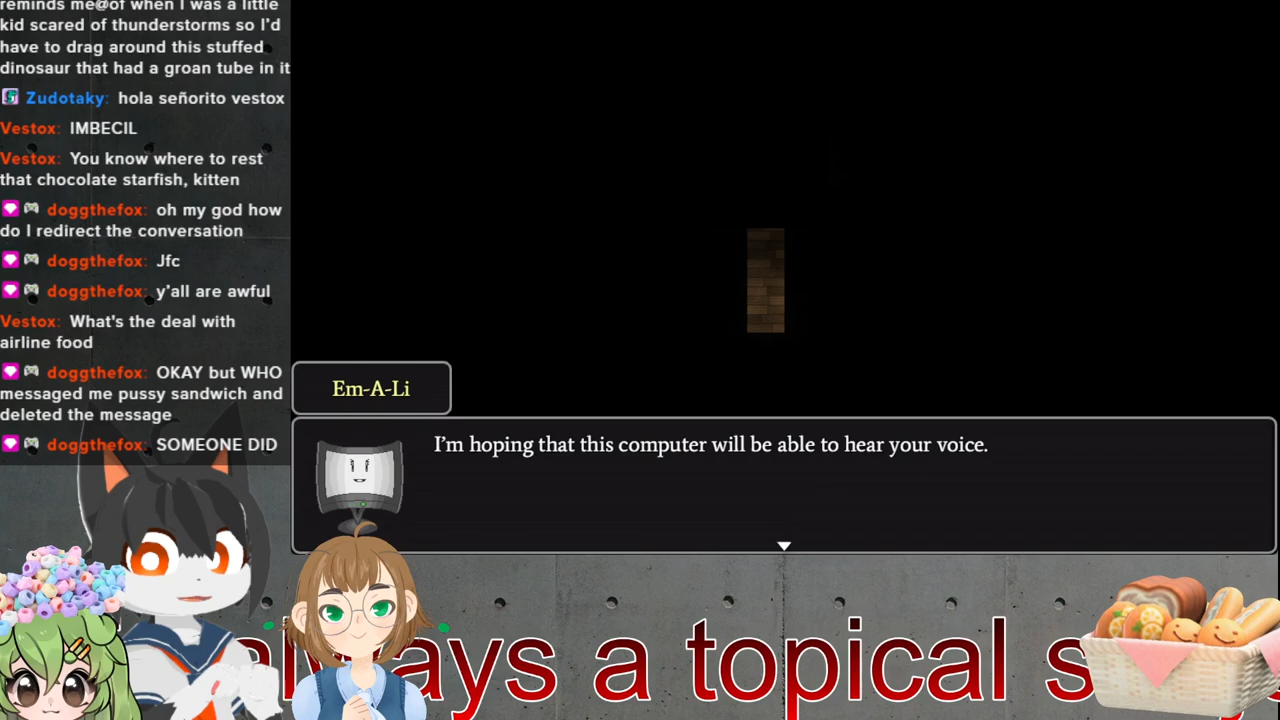 reminds me@of when I was a little
kid scared of thunderstorms so I'd
have to drag around this stuffed
dinosaur that had a groan tube in it
Zudotaky: hola señorito vestox
Vestox: IMBECIL
Vestox: You know where to rest
that chocolate starfish, kitten
doggthefox: oh my god how
do I redirect the conversation
doggthefox: Jfc
doggthefox: y'all are awful
Vestox: What's the deal with
airline food
doggthefox: OKAY but WHO
messaged me pussy sandwich and
deleted the message
doggthefox: SOMEONE DID
Em-A-Li
I'm hoping that this computer will be able to hear your voice.
always a topical s